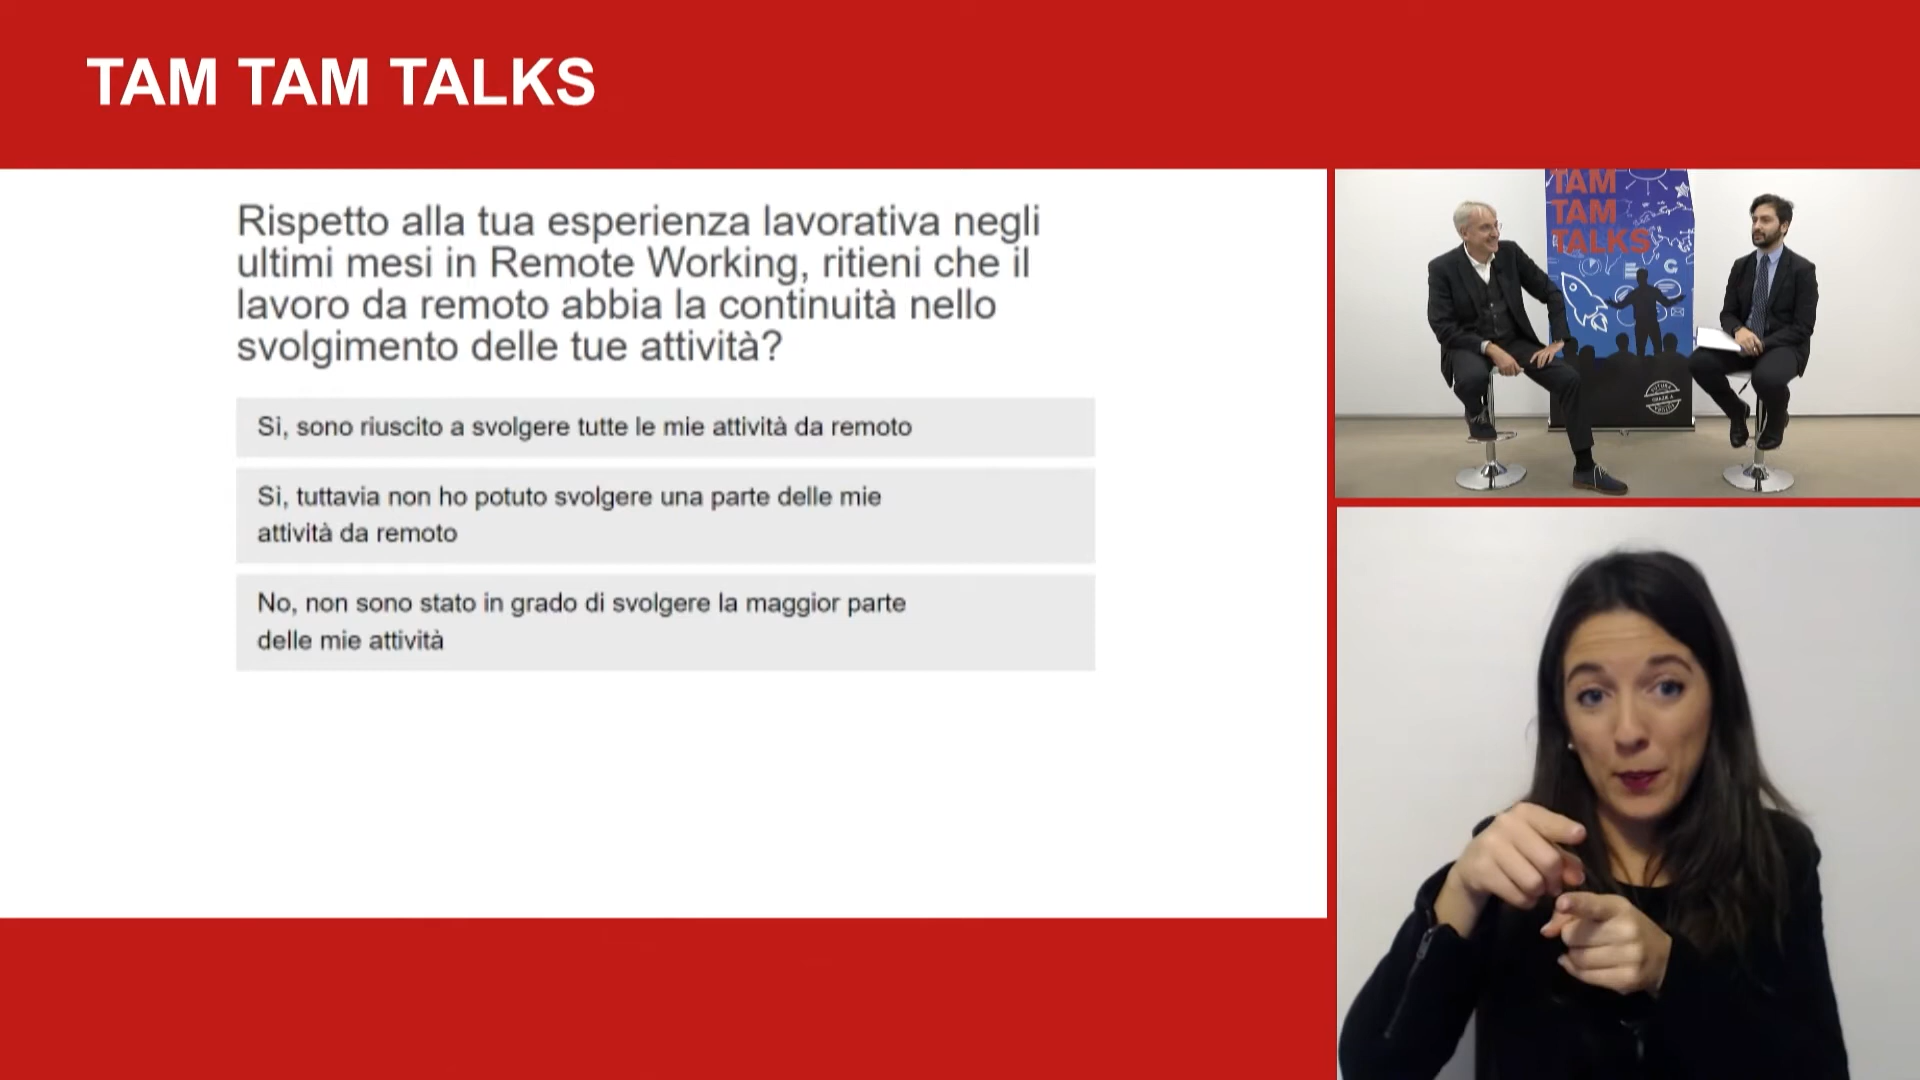 TAM TAM TALKS
Rispetto alla tua esperienza lavorativa negli
ultimi mesi in Remote Working, ritieni che il
lavoro da remoto abbia la continuità nello
svolgimento delle tue attività?
Sì, sono riuscito a svolgere tutte le mie attività da remoto
Sì, tuttavia non ho potuto svolgere una parte delle mie
attività da remoto
No, non sono stato in grado di svolgere la maggior parte
delle mie attività
TAM
TAM
TALKS